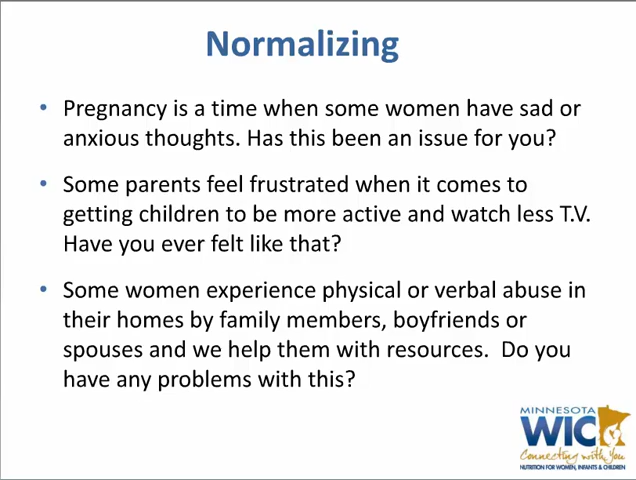 Normalizing
• Pregnancy is a time when some women have sad or
anxious thoughts. Has this been an issue for you?
• Some parents feel frustrated when it comes to
getting children to be more active and watch less T.V.
Have you ever felt like that?
• Some women experience physical or verbal abuse in
their homes by family members, boyfriends or
spouses and we help them with resources.  Do you
have any problems with this?
MINNESOTA
WIC
Connecting with You
NUTRITION FOR WOMEN, INFANTS & CHILDREN